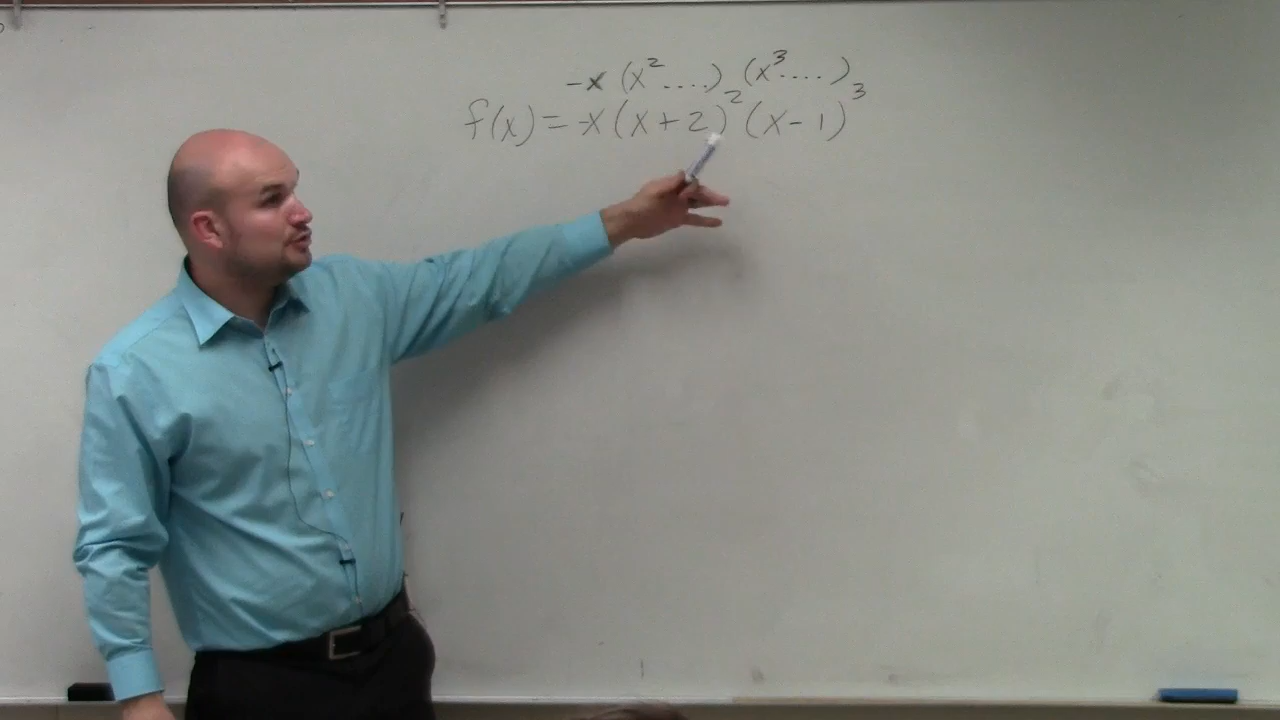 -x (x² ....) (x³ ....)
f(x) = -x(x+2)² (x-1)³